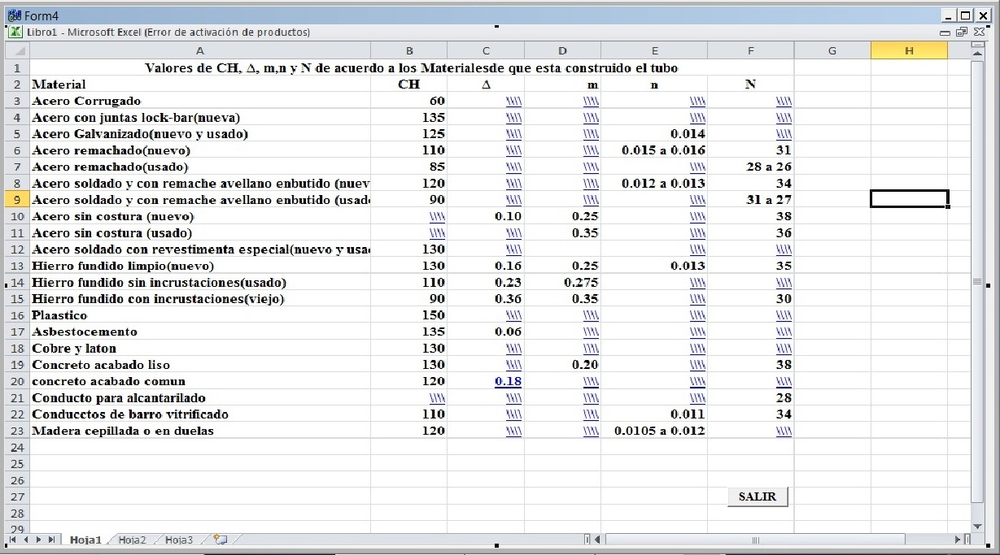 Form4
Libro1 - Microsoft Excel (Error de activación de productos)
A B C D E F G H
1 Valores de CH, Δ, m,n y N de acuerdo a los Materialesde que esta construido el tubo
2 Material CH Δ m n N
3 Acero Corrugado 60 \\\\ \\\\ \\\\ \\\\
4 Acero con juntas lock-bar(nueva) 135 \\\\ \\\\ \\\\ \\\\
5 Acero Galvanizado(nuevo y usado) 125 \\\\ \\\\ 0.014 \\\\
6 Acero remachado(nuevo) 110 \\\\ \\\\ 0.015 a 0.016 31
7 Acero remachado(usado) 85 \\\\ \\\\ \\\\ 28 a 26
8 Acero soldado y con remache avellano enbutido (nuev 120 \\\\ \\\\ 0.012 a 0.013 34
9 Acero soldado y con remache avellano enbutido (usad 90 \\\\ \\\\ \\\\ 31 a 27
10 Acero sin costura (nuevo) \\\\ 0.10 0.25 \\\\ 38
11 Acero sin costura (usado) \\\\ \\\\ 0.35 \\\\ 36
12 Acero soldado con revestimenta especial(nuevo y usa 130 \\\\ \\\\ \\\\ \\\\
13 Hierro fundido limpio(nuevo) 130 0.16 0.25 0.013 35
14 Hierro fundido sin incrustaciones(usado) 110 0.23 0.275 \\\\ \\\\
15 Hierro fundido con incrustaciones(viejo) 90 0.36 0.35 \\\\ 30
16 Plaastico 150 \\\\ \\\\ \\\\ \\\\
17 Asbestocemento 135 0.06 \\\\ \\\\ \\\\
18 Cobre y laton 130 \\\\ \\\\ \\\\ \\\\
19 Concreto acabado liso 130 \\\\ 0.20 \\\\ 38
20 concreto acabado comun 120 0.18 \\\\ \\\\ \\\\
21 Conducto para alcantarilado \\\\ \\\\ \\\\ \\\\ 28
22 Conducctos de barro vitrificado 110 \\\\ \\\\ 0.011 34
23 Madera cepillada o en duelas 120 \\\\ \\\\ 0.0105 a 0.012 \\\\
24
25
26
27 SALIR
28
29
Hoja1 Hoja2 Hoja3